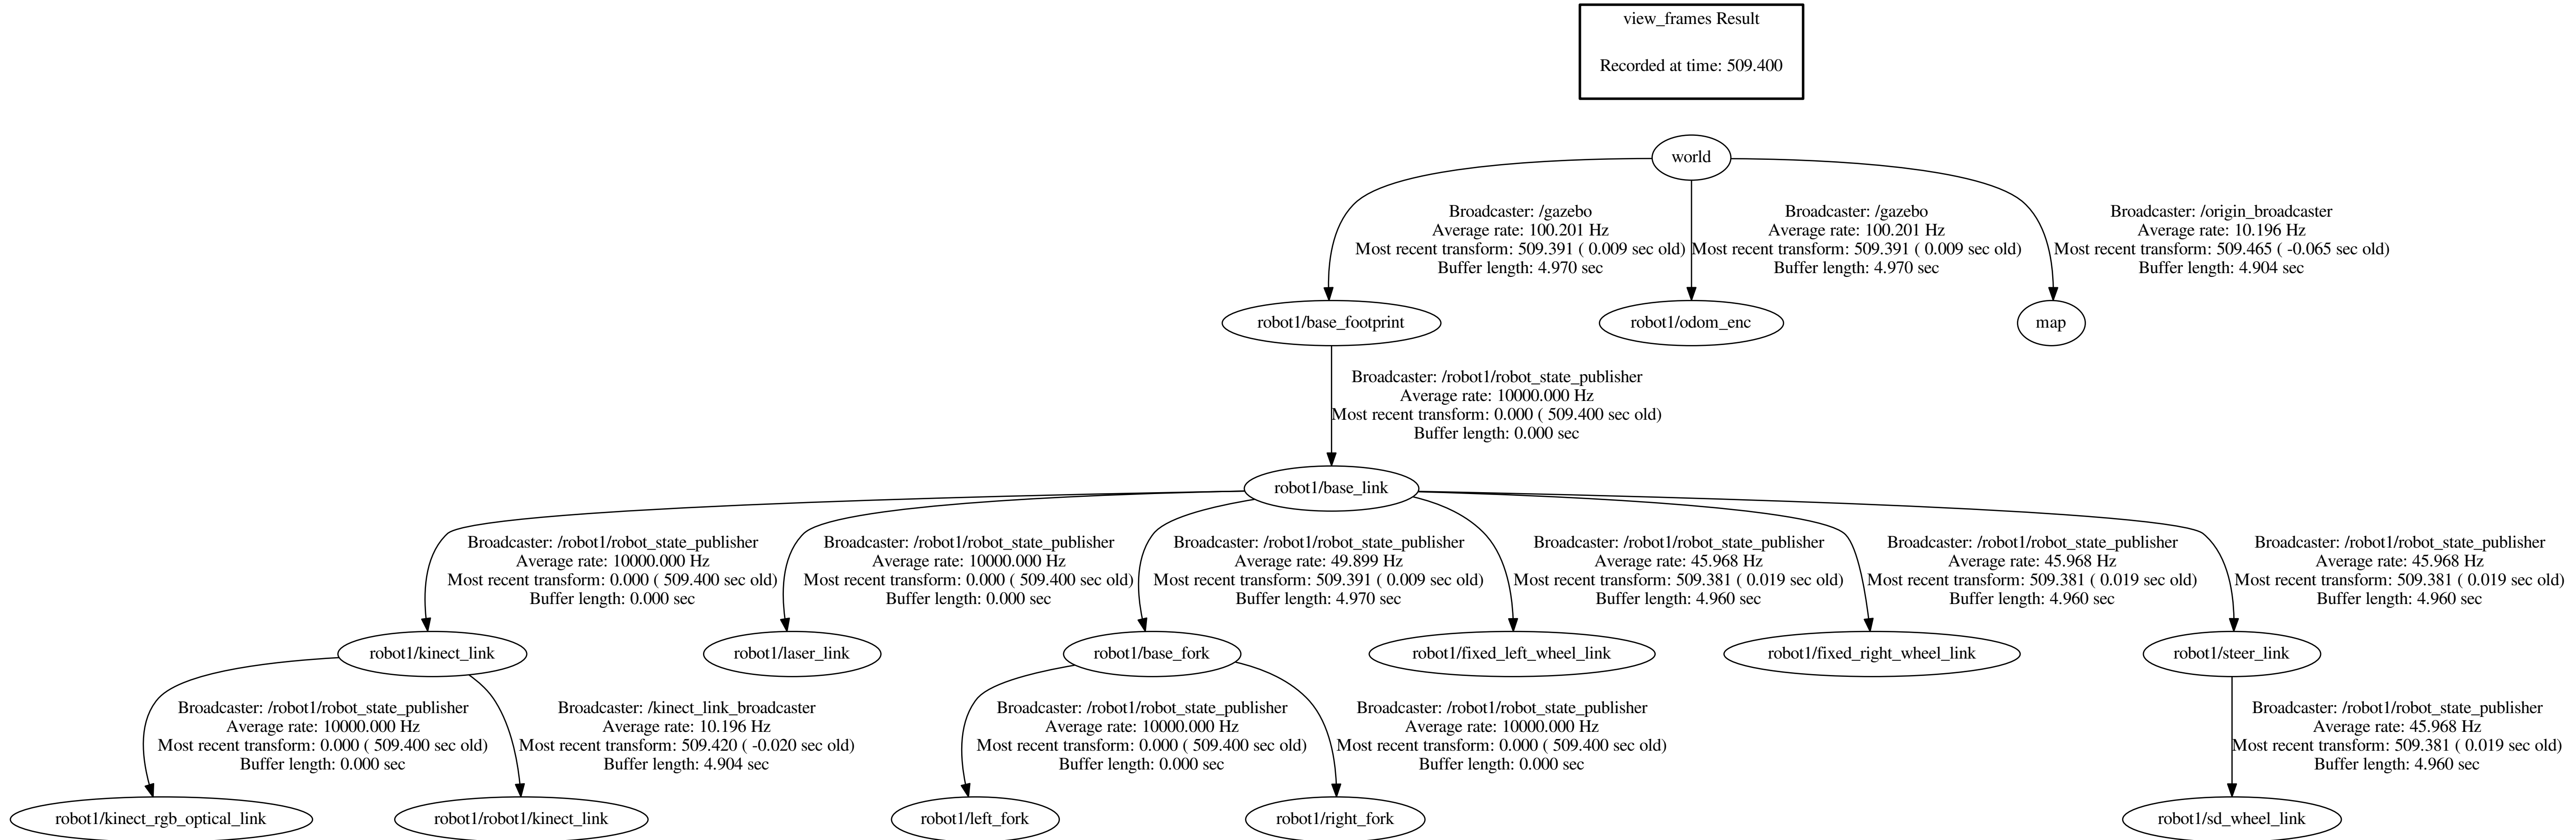 view_frames Result
Recorded at time: 509.400
world
Broadcaster: /gazebo
Average rate: 100.201 Hz
Most recent transform: 509.391 ( 0.009 sec old)
Buffer length: 4.970 sec
Broadcaster: /gazebo
Average rate: 100.201 Hz
Most recent transform: 509.391 ( 0.009 sec old)
Buffer length: 4.970 sec
Broadcaster: /origin_broadcaster
Average rate: 10.196 Hz
Most recent transform: 509.465 ( -0.065 sec old)
Buffer length: 4.904 sec
robot1/base_footprint
robot1/odom_enc
map
Broadcaster: /robot1/robot_state_publisher
Average rate: 10000.000 Hz
Most recent transform: 0.000 ( 509.400 sec old)
Buffer length: 0.000 sec
robot1/base_link
Broadcaster: /robot1/robot_state_publisher
Average rate: 10000.000 Hz
Most recent transform: 0.000 ( 509.400 sec old)
Buffer length: 0.000 sec
Broadcaster: /robot1/robot_state_publisher
Average rate: 10000.000 Hz
Most recent transform: 0.000 ( 509.400 sec old)
Buffer length: 0.000 sec
Broadcaster: /robot1/robot_state_publisher
Average rate: 49.899 Hz
Most recent transform: 509.391 ( 0.009 sec old)
Buffer length: 4.970 sec
Broadcaster: /robot1/robot_state_publisher
Average rate: 45.968 Hz
Most recent transform: 509.381 ( 0.019 sec old)
Buffer length: 4.960 sec
Broadcaster: /robot1/robot_state_publisher
Average rate: 45.968 Hz
Most recent transform: 509.381 ( 0.019 sec old)
Buffer length: 4.960 sec
Broadcaster: /robot1/robot_state_publisher
Average rate: 45.968 Hz
Most recent transform: 509.381 ( 0.019 sec old)
Buffer length: 4.960 sec
robot1/kinect_link
robot1/laser_link
robot1/base_fork
robot1/fixed_left_wheel_link
robot1/fixed_right_wheel_link
robot1/steer_link
Broadcaster: /robot1/robot_state_publisher
Average rate: 10000.000 Hz
Most recent transform: 0.000 ( 509.400 sec old)
Buffer length: 0.000 sec
Broadcaster: /kinect_link_broadcaster
Average rate: 10.196 Hz
Most recent transform: 509.420 ( -0.020 sec old)
Buffer length: 4.904 sec
Broadcaster: /robot1/robot_state_publisher
Average rate: 10000.000 Hz
Most recent transform: 0.000 ( 509.400 sec old)
Buffer length: 0.000 sec
Broadcaster: /robot1/robot_state_publisher
Average rate: 10000.000 Hz
Most recent transform: 0.000 ( 509.400 sec old)
Buffer length: 0.000 sec
Broadcaster: /robot1/robot_state_publisher
Average rate: 45.968 Hz
Most recent transform: 509.381 ( 0.019 sec old)
Buffer length: 4.960 sec
robot1/kinect_rgb_optical_link
robot1/robot1/kinect_link
robot1/left_fork
robot1/right_fork
robot1/sd_wheel_link